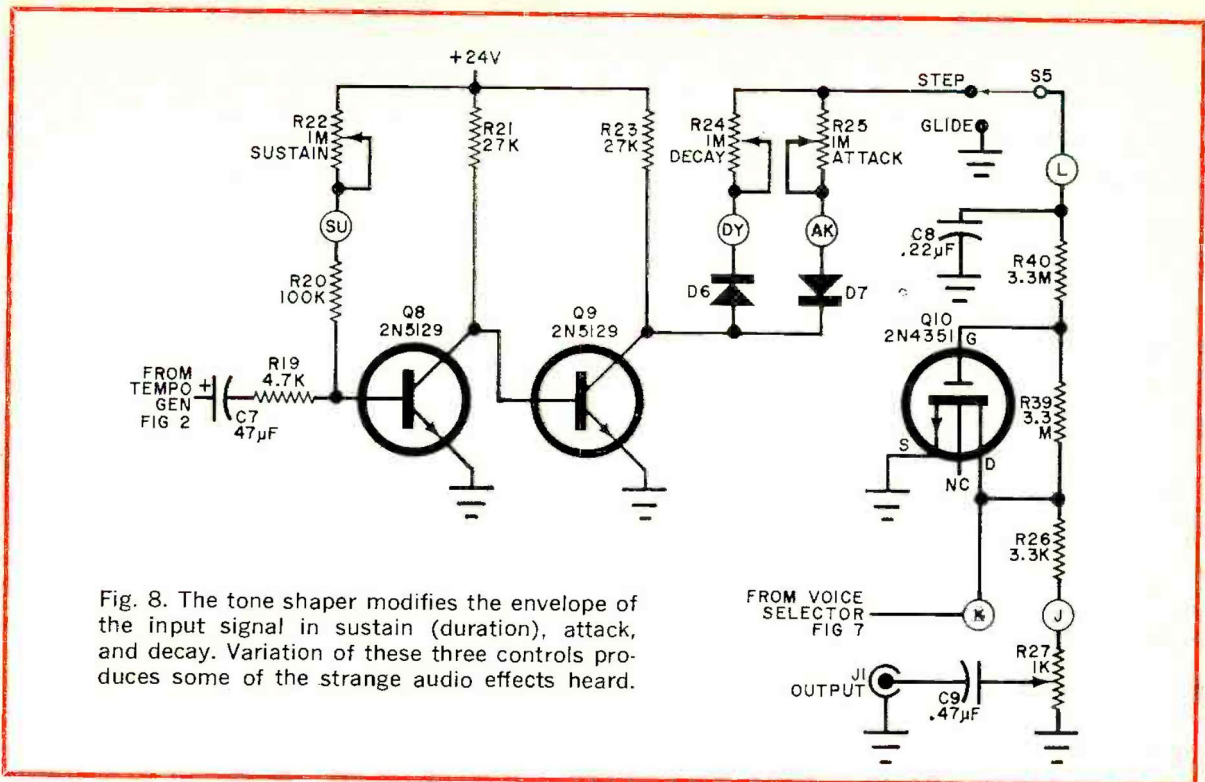 +24V
R22
1M
SUSTAIN
R21
27K
R23
27K
R24
1M
DECAY
R25
1M
ATTACK
STEP
S5
GLIDE
L
SU
DY
AK
C8
.22µF
R40
3.3M
R20
100K
D6
D7
Q8
2N5129
Q9
2N5129
Q10
2N4351
G
FROM
TEMPO
GEN
FIG 2
+
R19
4.7K
C7
47µF
R39
3.3
M
S
D
NC
R26
3.3K
FROM VOICE
SELECTOR
FIG 7
K
J
R27
1K
J1
OUTPUT
C9
.47µF
Fig. 8. The tone shaper modifies the envelope of
the input signal in sustain (duration), attack,
and decay. Variation of these three controls pro-
duces some of the strange audio effects heard.